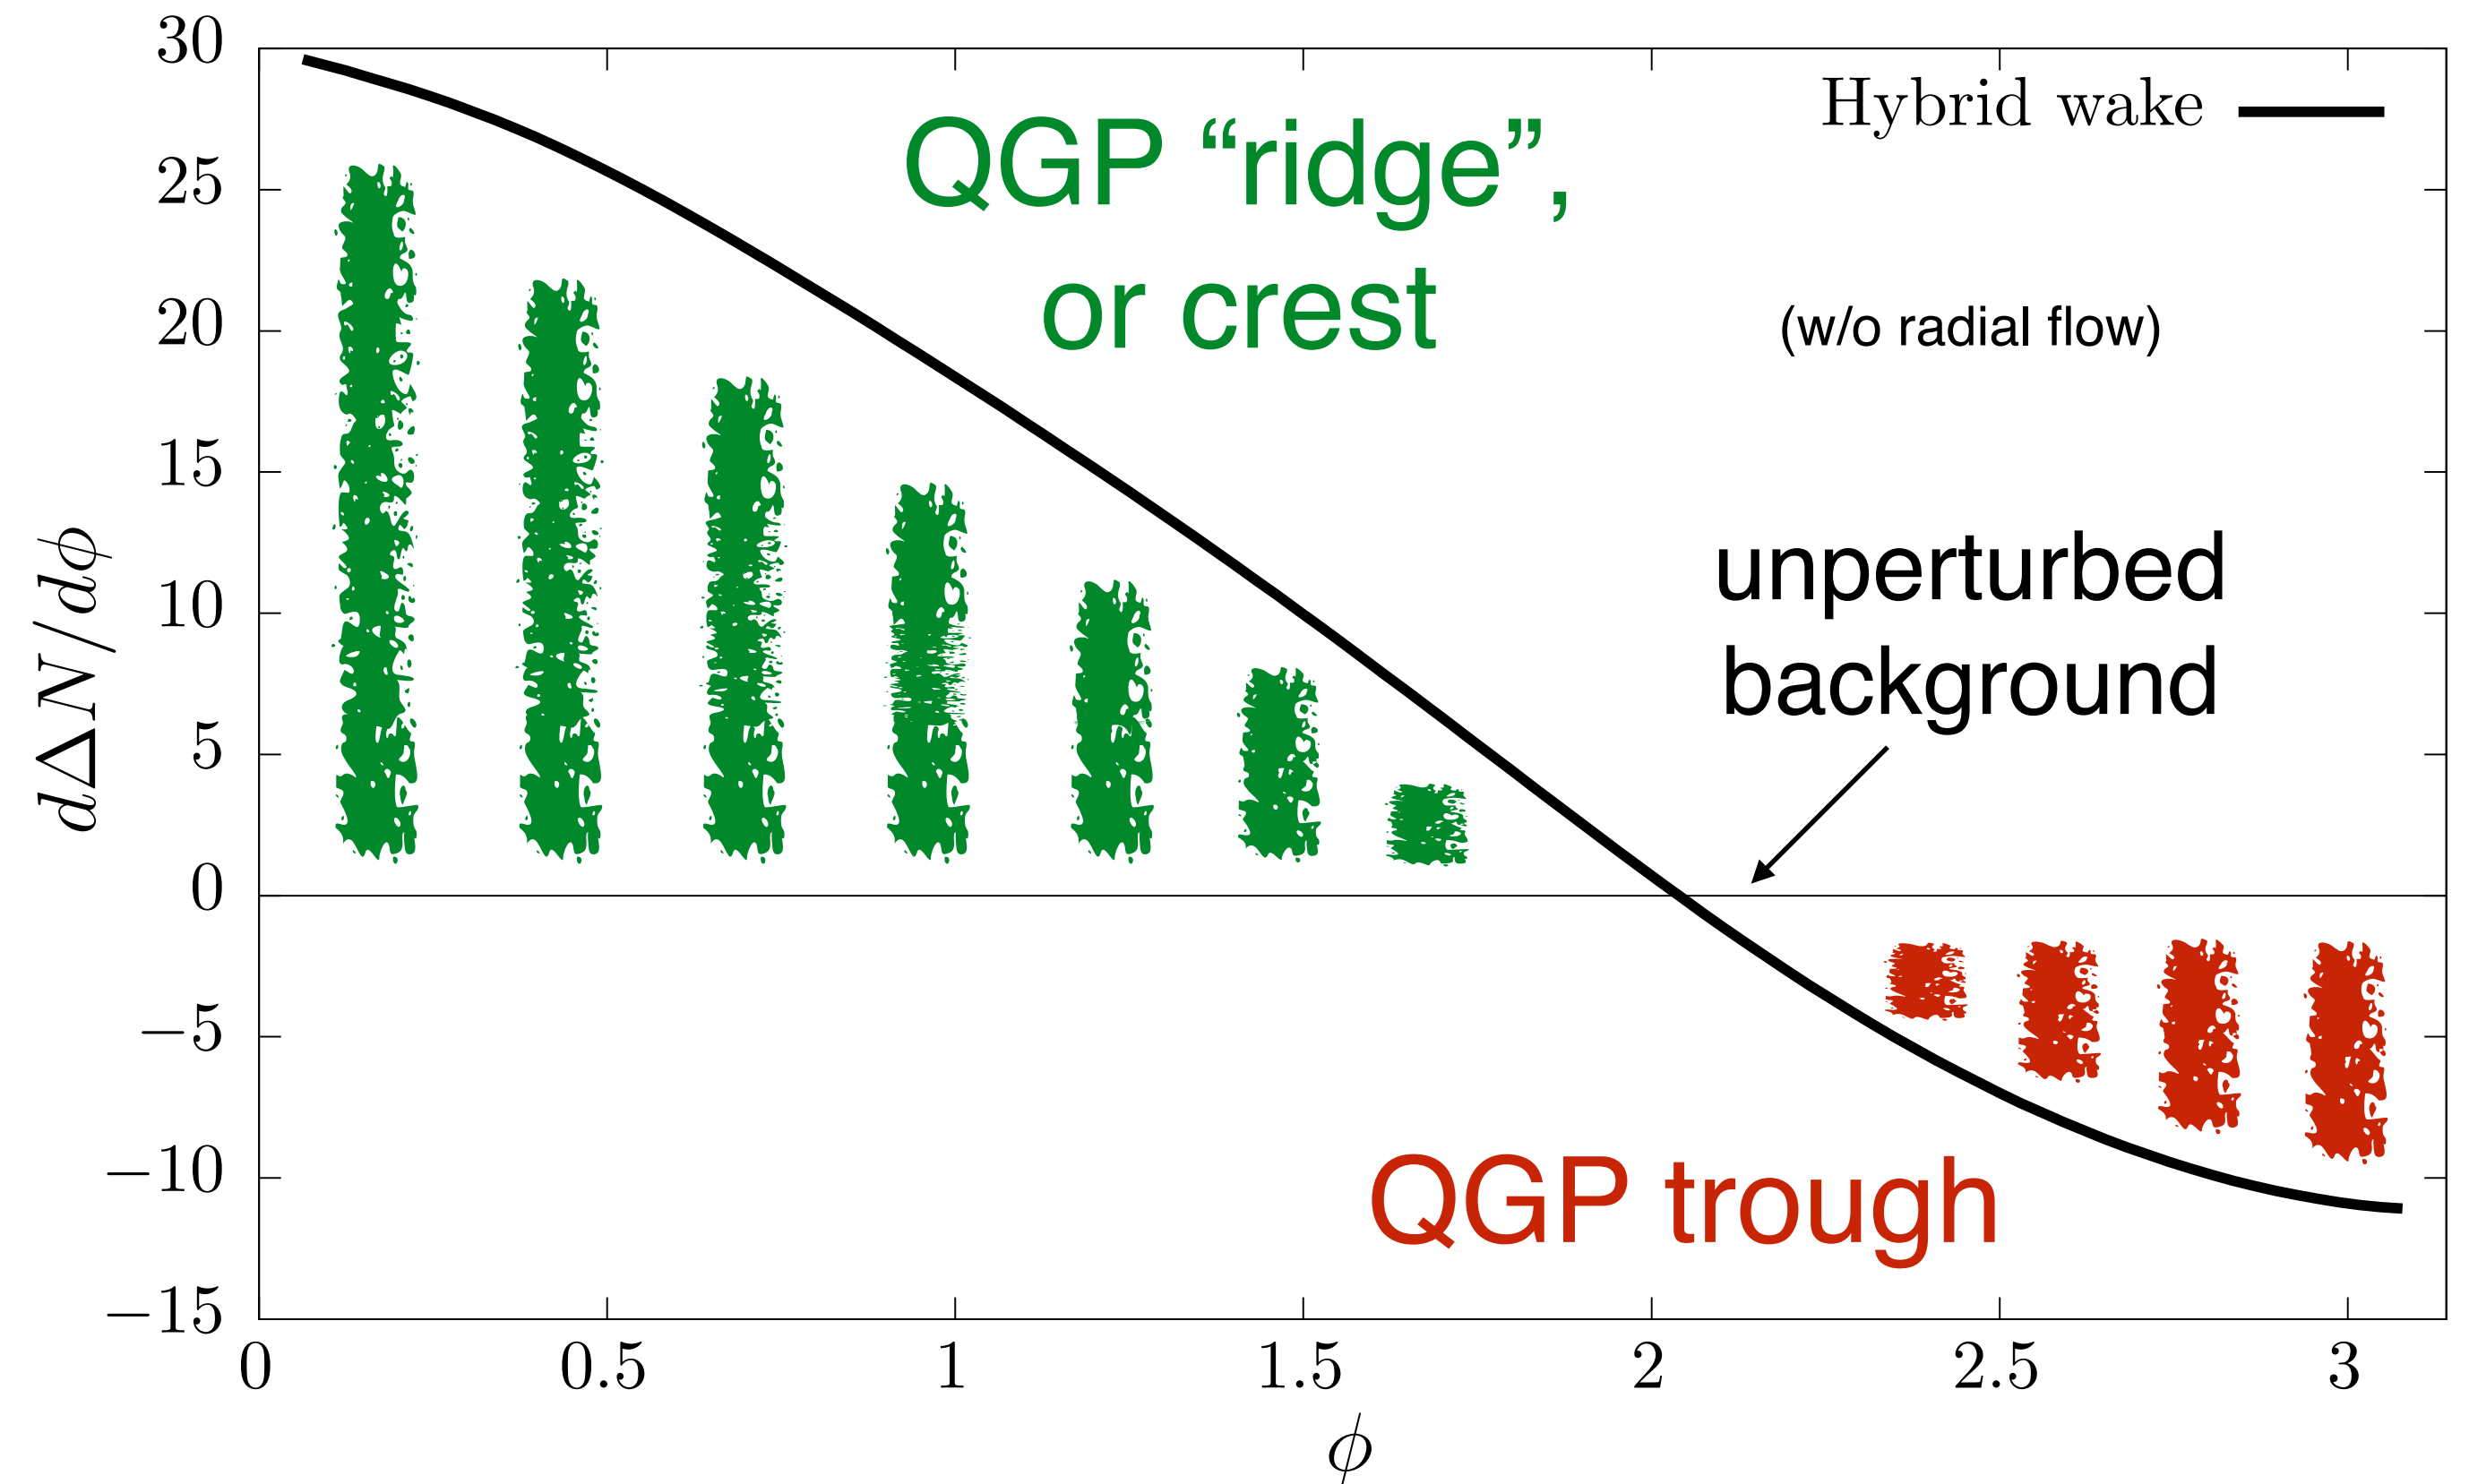 30
Hybrid wake
QGP “ridge”,
or crest
25
(w/o radial flow)
20
15
unperturbed
background
10
dΔN/dϕ
5
0
−5
−10
QGP trough
−15
0 0.5 1 1.5 2 2.5 3
ϕ